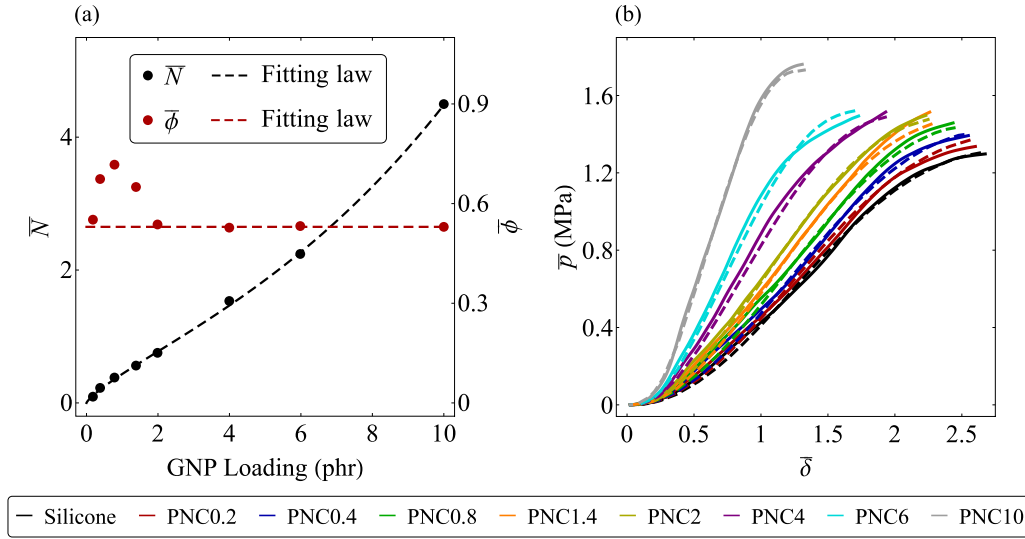 (a)
N̅ Fitting law
ϕ̅ Fitting law
4
2
0
N̅
0.9
0.6
0.3
0
ϕ̅
0 2 4 6 8 10
GNP Loading (phr)
(b)
1.6
1.2
0.8
0.4
0
p̅ (MPa)
0 0.5 1 1.5 2 2.5
δ̅
Silicone PNC0.2 PNC0.4 PNC0.8 PNC1.4 PNC2 PNC4 PNC6 PNC10